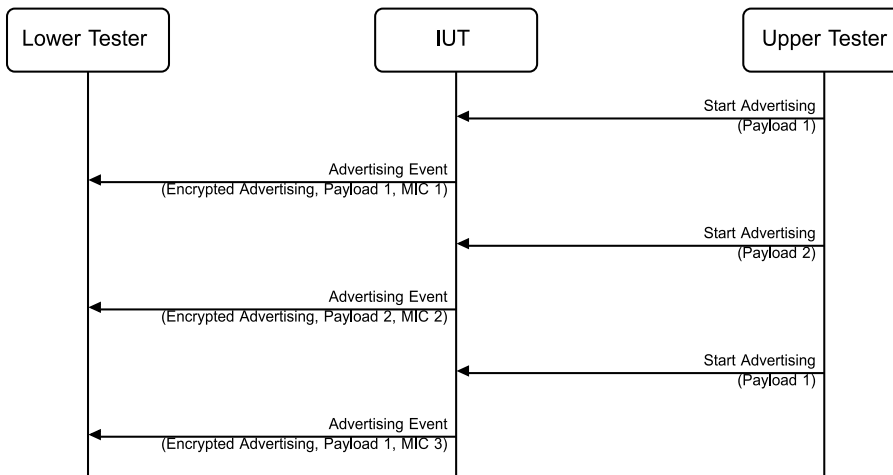 Lower Tester
IUT
Upper Tester
Start Advertising
(Payload 1)
Advertising Event
(Encrypted Advertising, Payload 1, MIC 1)
Start Advertising
(Payload 2)
Advertising Event
(Encrypted Advertising, Payload 2, MIC 2)
Start Advertising
(Payload 1)
Advertising Event
(Encrypted Advertising, Payload 1, MIC 3)